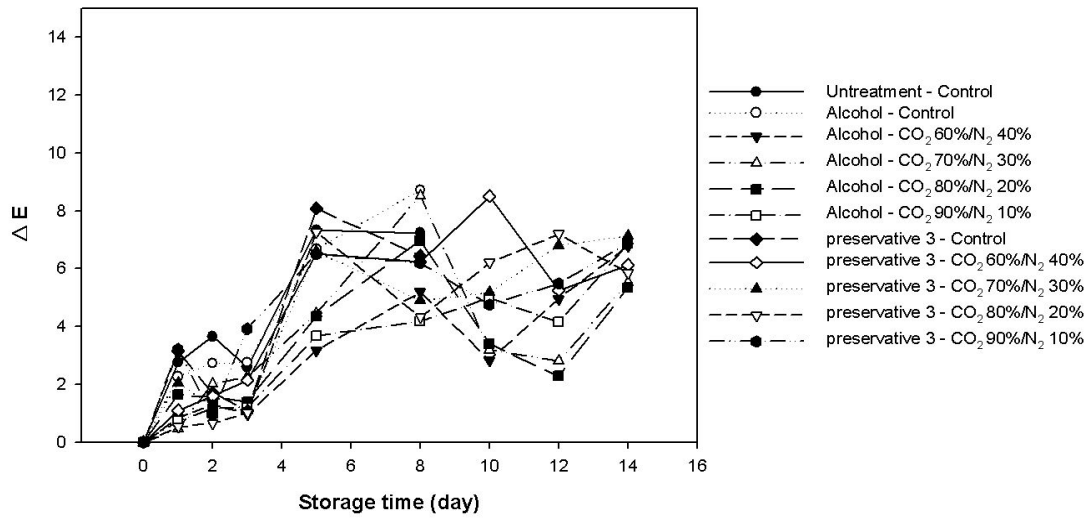 14
12
10
8
6
4
2
0
△ E
0 2 4 6 8 10 12 14 16
Storage time (day)
Untreatment - Control
Alcohol - Control
Alcohol - CO₂ 60%/N₂ 40%
Alcohol - CO₂ 70%/N₂ 30%
Alcohol - CO₂ 80%/N₂ 20%
Alcohol - CO₂ 90%/N₂ 10%
preservative 3 - Control
preservative 3 - CO₂ 60%/N₂ 40%
preservative 3 - CO₂ 70%/N₂ 30%
preservative 3 - CO₂ 80%/N₂ 20%
preservative 3 - CO₂ 90%/N₂ 10%